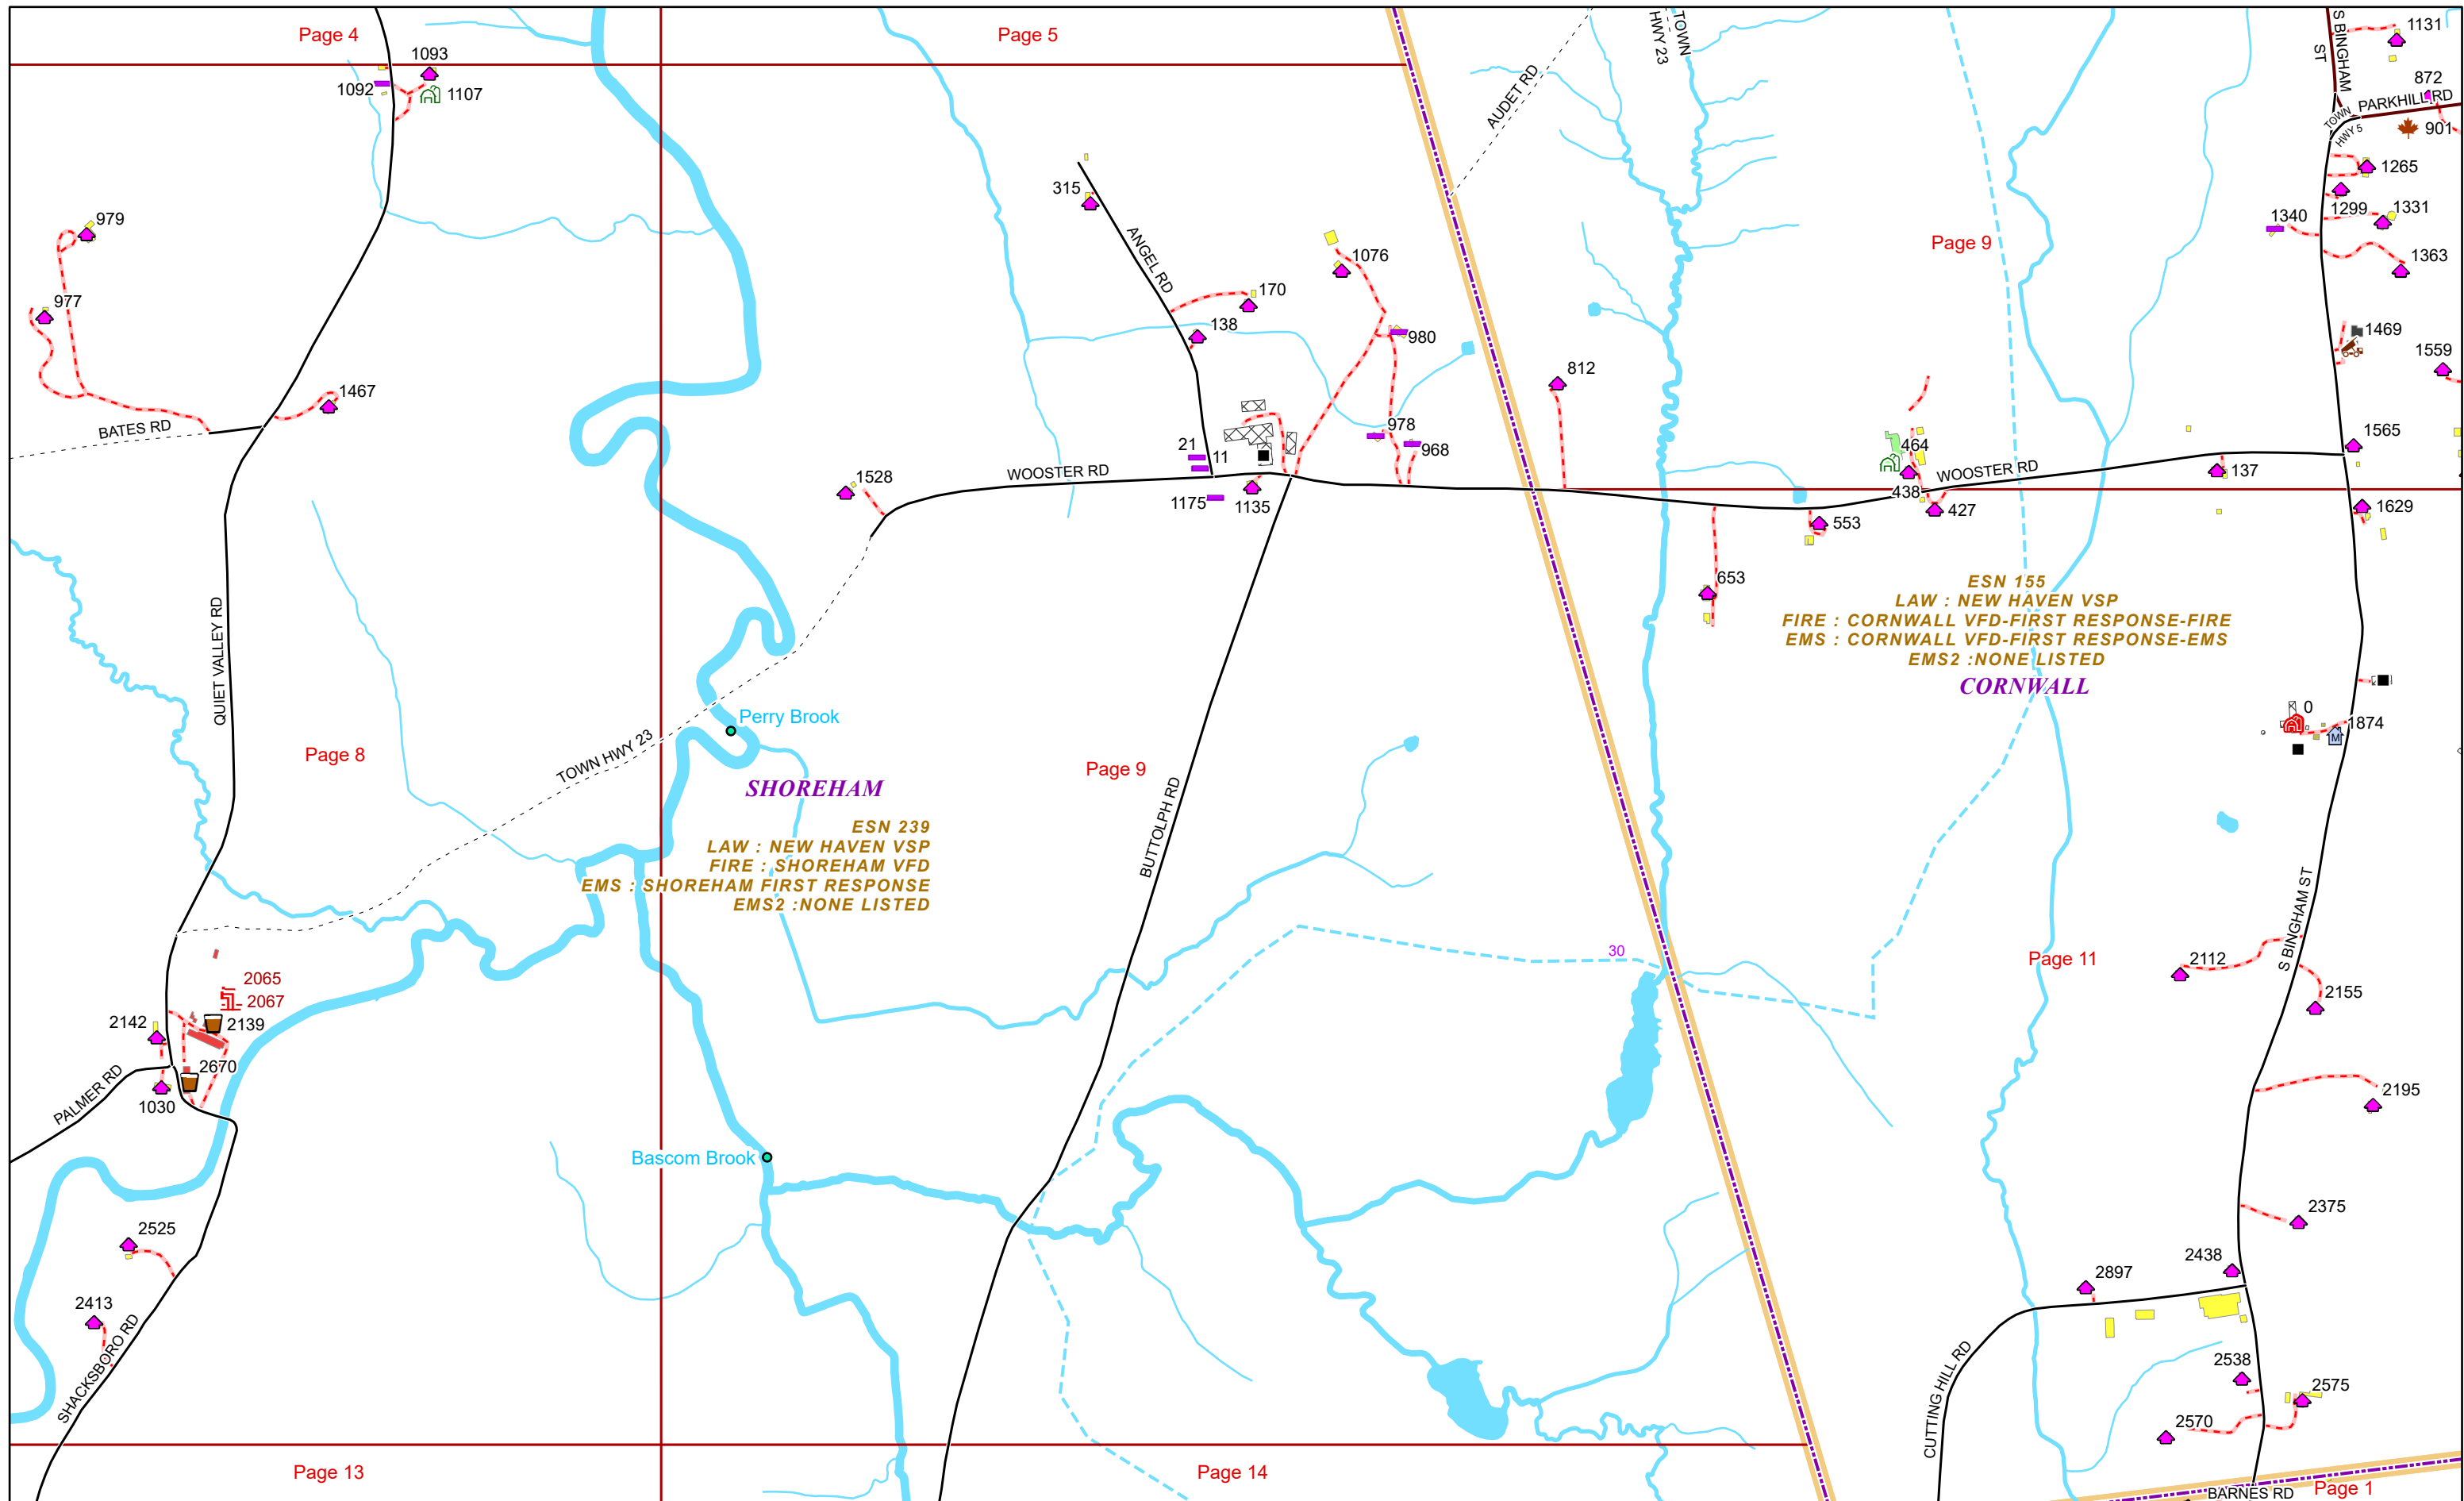 Page 4
Page 5
TOWN
HWY 23
S BINGHAM
ST
1131
1093
1092
1107
872
PARKHILL RD
TOWN
HWY 5
901
AUDET RD
315
1265
979
1299
1331
1340
ANGEL RD
Page 9
1076
1363
977
170
138
980
1469
812
1559
1467
BATES RD
978
21
11
968
464
1565
WOOSTER RD
WOOSTER RD
137
1528
438
1175
1135
427
1629
553
653
ESN 155
LAW : NEW HAVEN VSP
FIRE : CORNWALL VFD-FIRST RESPONSE-FIRE
EMS : CORNWALL VFD-FIRST RESPONSE-EMS
EMS2 :NONE LISTED
CORNWALL
QUIET VALLEY RD
Perry Brook
0
1874
Page 8
TOWN HWY 23
Page 9
SHOREHAM
BUTTOLPH RD
ESN 239
LAW : NEW HAVEN VSP
FIRE : SHOREHAM VFD
EMS : SHOREHAM FIRST RESPONSE
EMS2 :NONE LISTED
S BINGHAM ST
30
Page 11
2112
2065
2067
2155
2142
2139
2670
PALMER RD
1030
2195
Bascom Brook
2525
2375
2438
2897
2413
SHACKSBORO RD
CUTTING HILL RD
2538
2575
2570
Page 13
Page 14
BARNES RD
Page 1